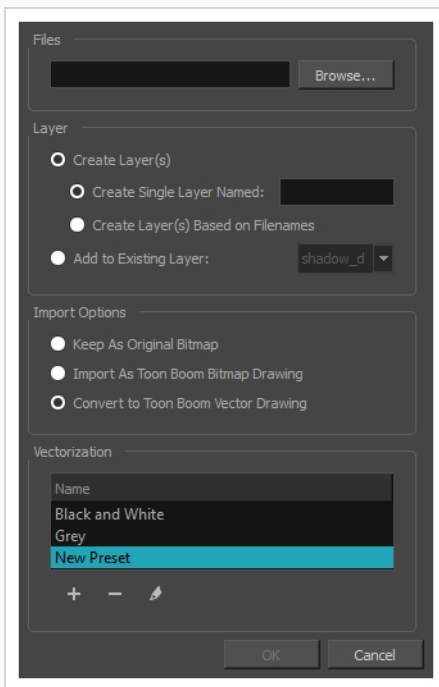 Files
Browse...
Layer
Create Layer(s)
Create Single Layer Named:
Create Layer(s) Based on Filenames
Add to Existing Layer: shadow_d
Import Options
Keep As Original Bitmap
Import As Toon Boom Bitmap Drawing
Convert to Toon Boom Vector Drawing
Vectorization
Name
Black and White
Grey
New Preset
OK Cancel